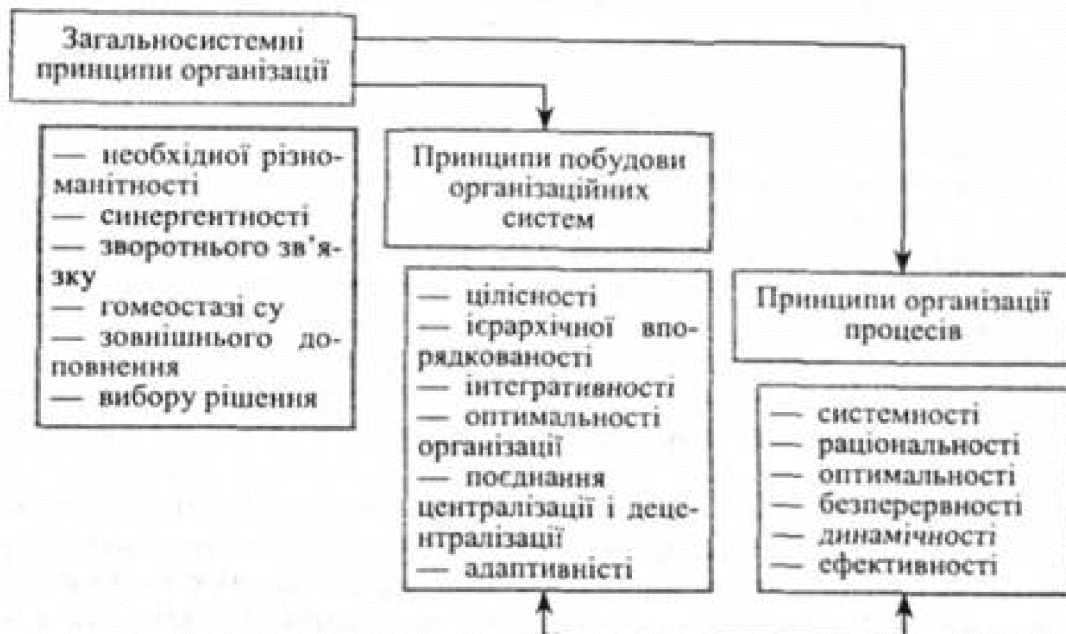 Загальносистемні
принципи організації
— необхідної різно-
манітності
— синергентності
— зворотнього зв’я-
зку
— гомеостазі су
— зовнішнього до-
повнення
— вибору рішення
Принципи побудови
організаційних
систем
— цілісності
— ієрархічної впо-
рядкованості
— інтегративності
— оптимальності
організації
— поєднання
централізації і деце-
нтралізації
— адаптивністі
Принципи організації
процесів
— системності
— раціональності
— оптимальності
— безперервності
— динамічності
— ефективності